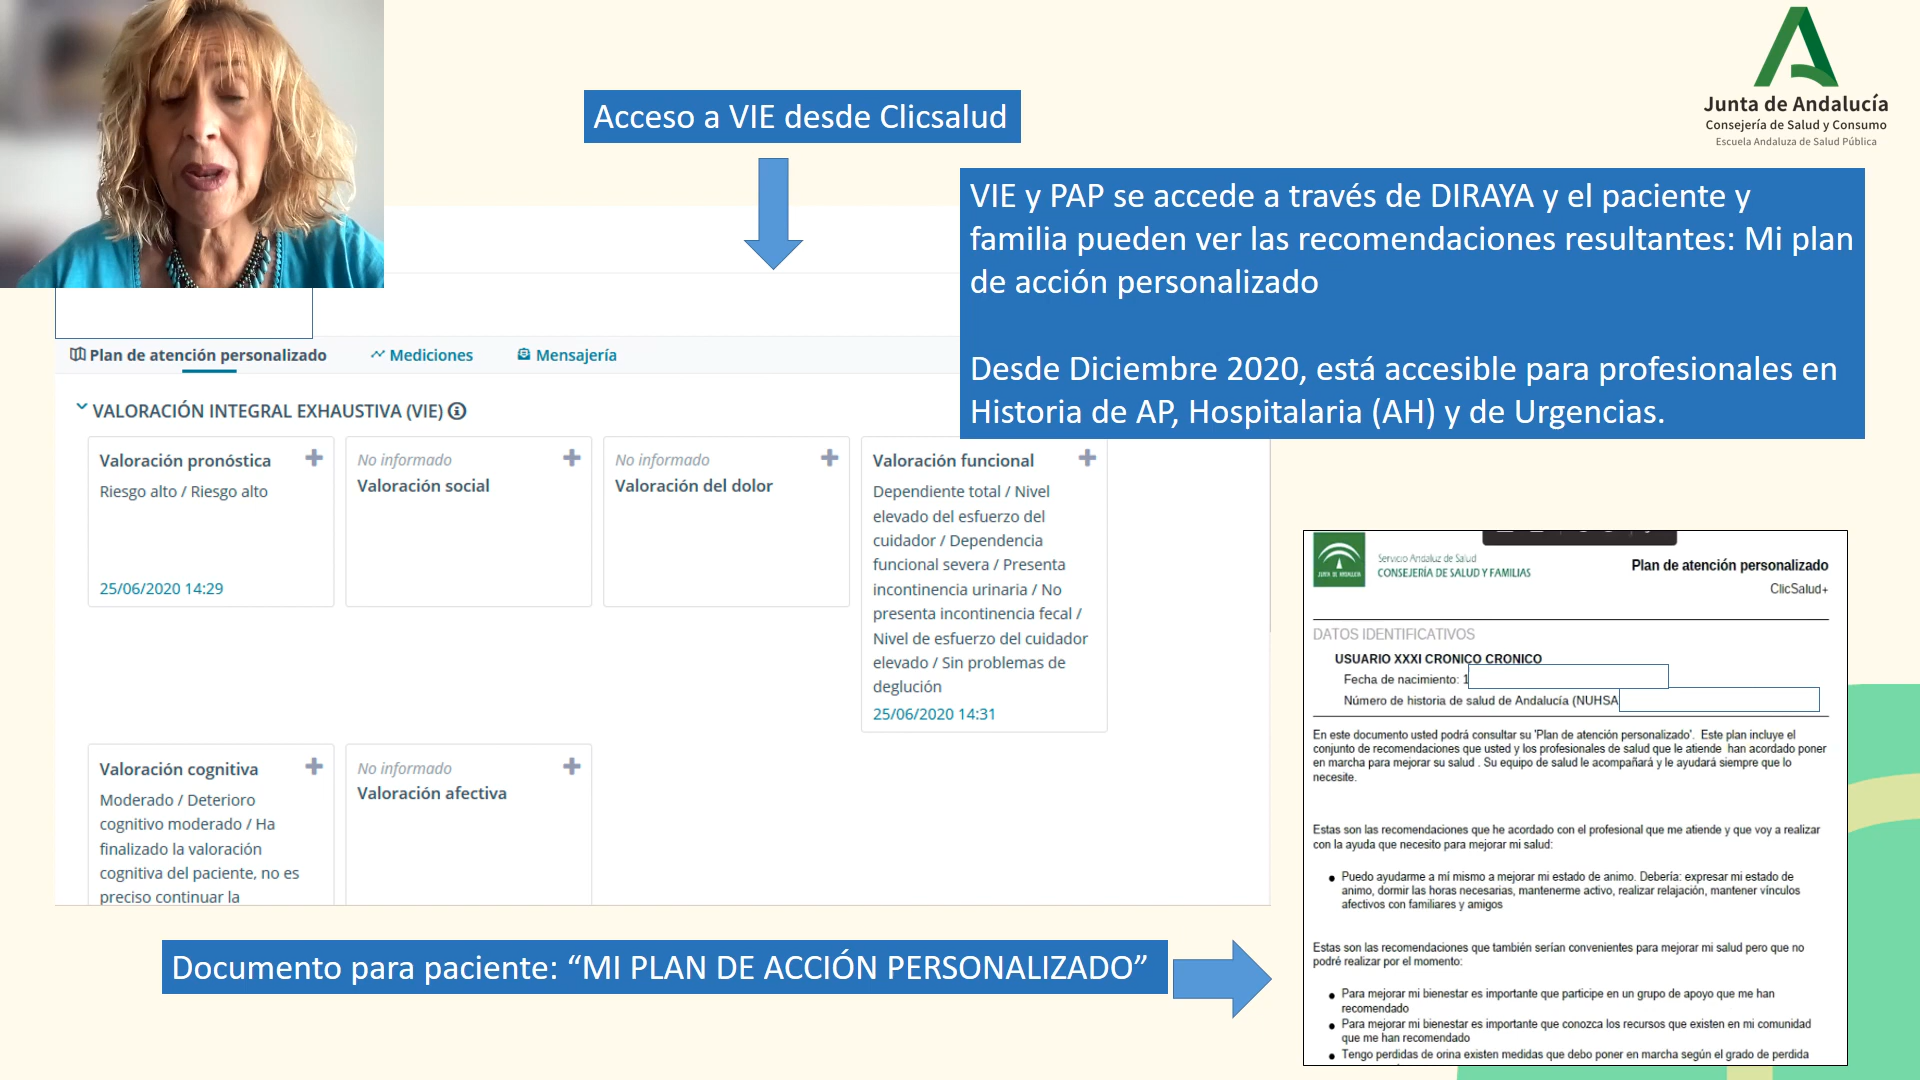 Acceso a VIE desde Clicsalud
Junta de Andalucía
Consejería de Salud y Consumo
Escuela Andaluza de Salud Pública
VIE y PAP se accede a través de DIRAYA y el paciente y
familia pueden ver las recomendaciones resultantes: Mi plan
de acción personalizado
Desde Diciembre 2020, está accesible para profesionales en
Historia de AP, Hospitalaria (AH) y de Urgencias.
Plan de atención personalizado
Mediciones
Mensajería
VALORACIÓN INTEGRAL EXHAUSTIVA (VIE)
Valoración pronóstica
Riesgo alto / Riesgo alto
25/06/2020 14:29
No informado
Valoración social
No informado
Valoración del dolor
Valoración funcional
Dependiente total / Nivel
elevado del esfuerzo del
cuidador / Dependencia
funcional severa / Presenta
incontinencia urinaria / No
presenta incontinencia fecal /
Nivel de esfuerzo del cuidador
elevado / Sin problemas de
deglución
25/06/2020 14:31
Valoración cognitiva
Moderado / Deterioro
cognitivo moderado / Ha
finalizado la valoración
cognitiva del paciente, no es
preciso continuar la
No informado
Valoración afectiva
Documento para paciente: “MI PLAN DE ACCIÓN PERSONALIZADO”
JUNTA DE ANDALUCIA
Servicio Andaluz de Salud
CONSEJERÍA DE SALUD Y FAMILIAS
Plan de atención personalizado
ClicSalud+
DATOS IDENTIFICATIVOS
USUARIO XXXI CRONICO CRONICO
Fecha de nacimiento: 1
Número de historia de salud de Andalucía (NUHSA
En este documento usted podrá consultar su 'Plan de atención personalizado'. Este plan incluye el
conjunto de recomendaciones que usted y los profesionales de salud que le atiende han acordado poner
en marcha para mejorar su salud . Su equipo de salud le acompañará y le ayudará siempre que lo
necesite.
Estas son las recomendaciones que he acordado con el profesional que me atiende y que voy a realizar
con la ayuda que necesito para mejorar mi salud:
● Puedo ayudarme a mí mismo a mejorar mi estado de animo. Debería: expresar mi estado de
animo, dormir las horas necesarias, mantenerme activo, realizar relajación, mantener vínculos
afectivos con familiares y amigos
Estas son las recomendaciones que también serían convenientes para mejorar mi salud pero que no
podré realizar por el momento:
● Para mejorar mi bienestar es importante que participe en un grupo de apoyo que me han
recomendado
● Para mejorar mi bienestar es importante que conozca los recursos que existen en mi comunidad
que me han recomendado
● Tengo perdidas de orina existen medidas que debo poner en marcha según el grado de perdida